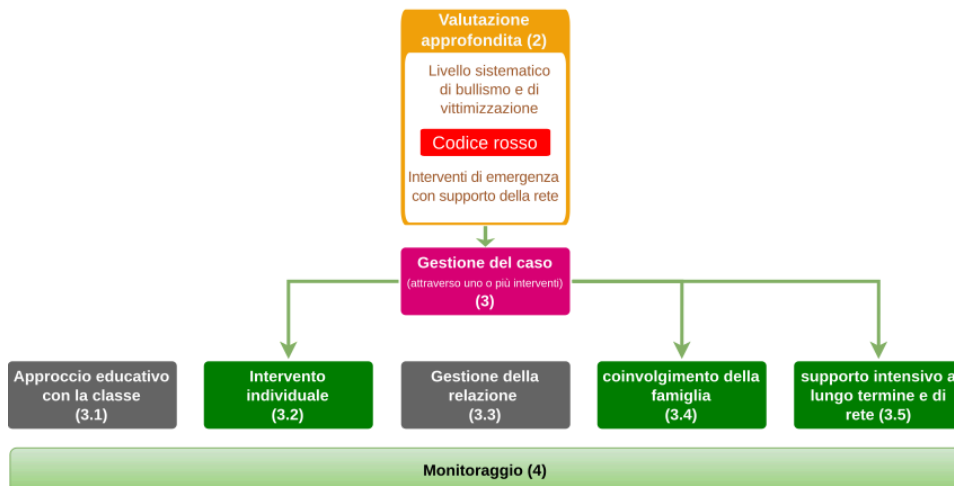 Valutazione
approfondita (2)
Livello sistematico
di bullismo e di
vittimizzazione
Codice rosso
Interventi di emergenza
con supporto della rete
Gestione del caso
(attraverso uno o più interventi)
(3)
Approccio educativo
con la classe
(3.1)
Intervento
individuale
(3.2)
Gestione della
relazione
(3.3)
coinvolgimento della
famiglia
(3.4)
supporto intensivo a
lungo termine e di
rete (3.5)
Monitoraggio (4)